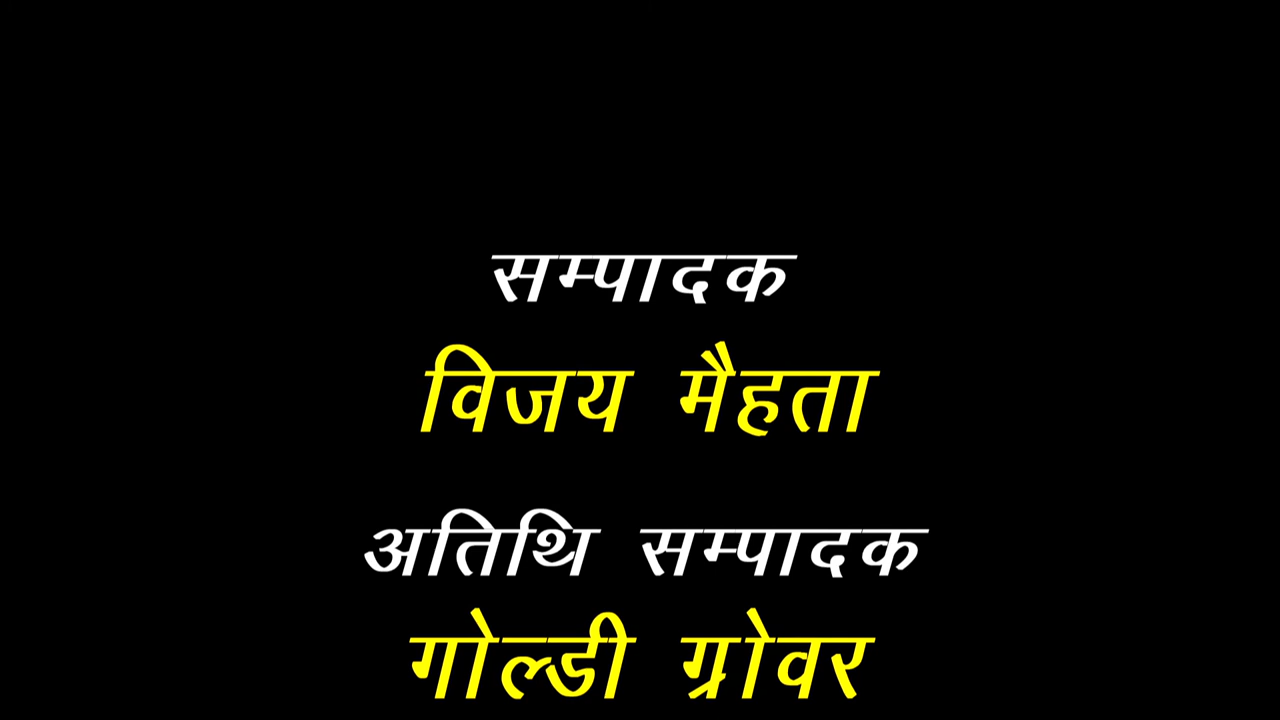 सम्पादक
विजय मैहता
अतिथि सम्पादक
गोल्डी ग्रोवर